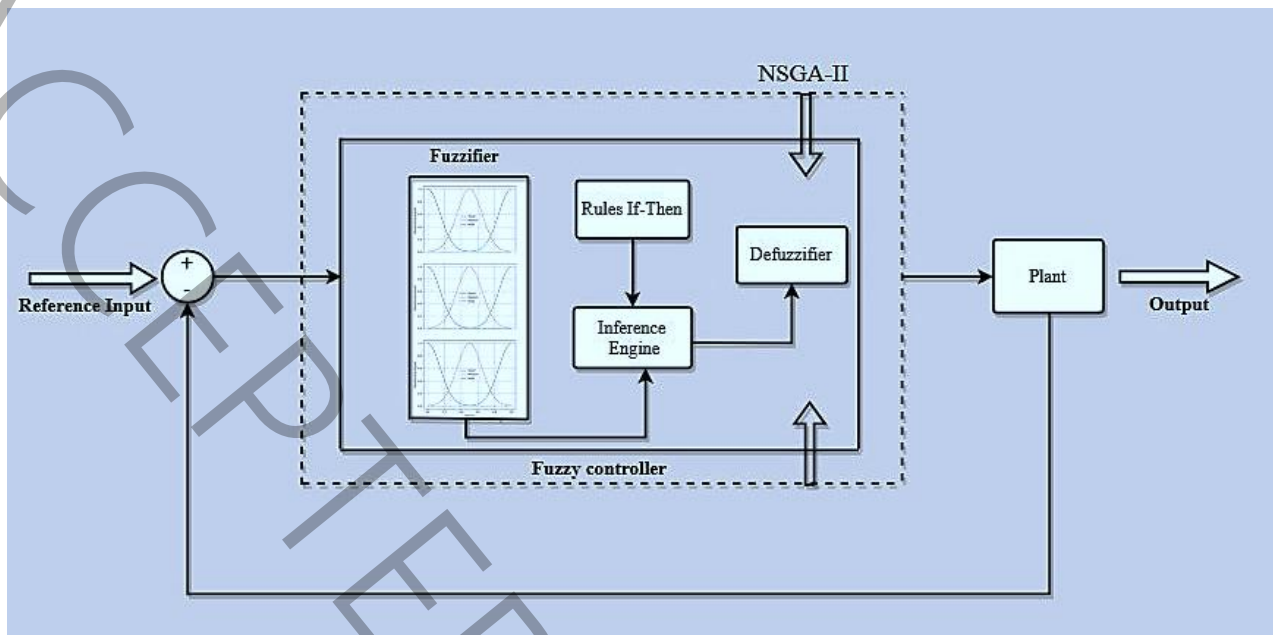 NSGA-II
Fuzzifier
Rules If-Then
Defuzzifier
+
-
Reference Input
Inference
Engine
Plant
Output
Fuzzy controller